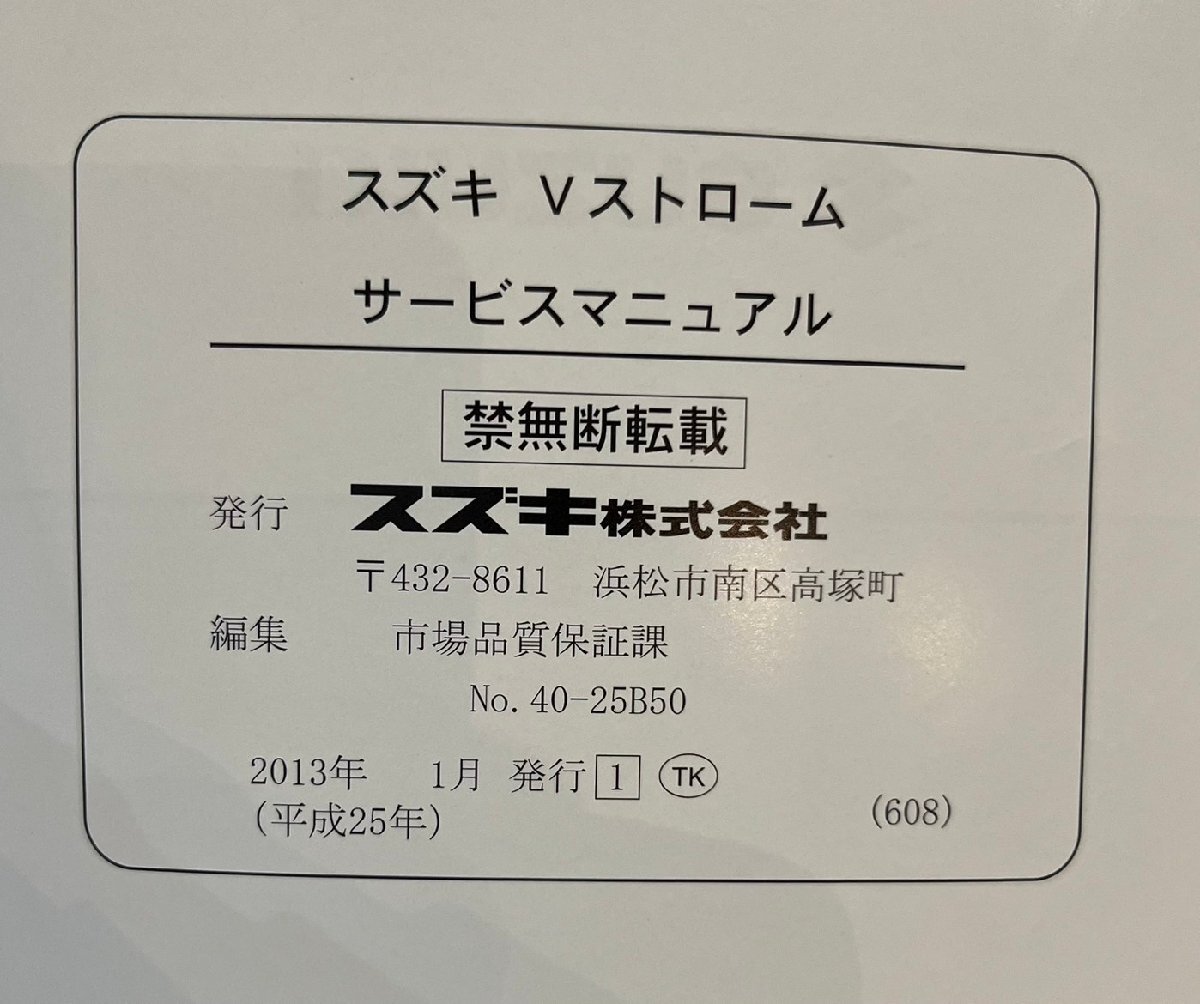 スズキ Vストローム
サービスマニュアル
禁無断転載
発行 スズキ株式会社
〒432-8611 浜松市南区高塚町
編集 市場品質保証課
No. 40-25B50
2013年 1月 発行 1 TK
(平成25年)
(608)